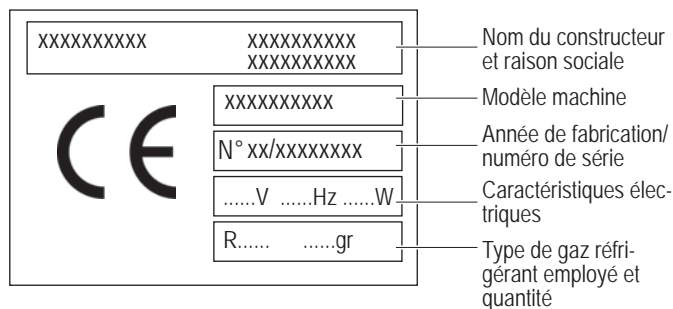 xxxxxxxxxx xxxxxxxxxx
xxxxxxxxxx
Nom du constructeur
et raison sociale
CE
xxxxxxxxxx
Modèle machine
N° xx/xxxxxxxx
Année de fabrication/
numéro de série
......V ......Hz ......W
Caractéristiques élec-
triques
R...... ......gr
Type de gaz réfri-
gérant employé et
quantité